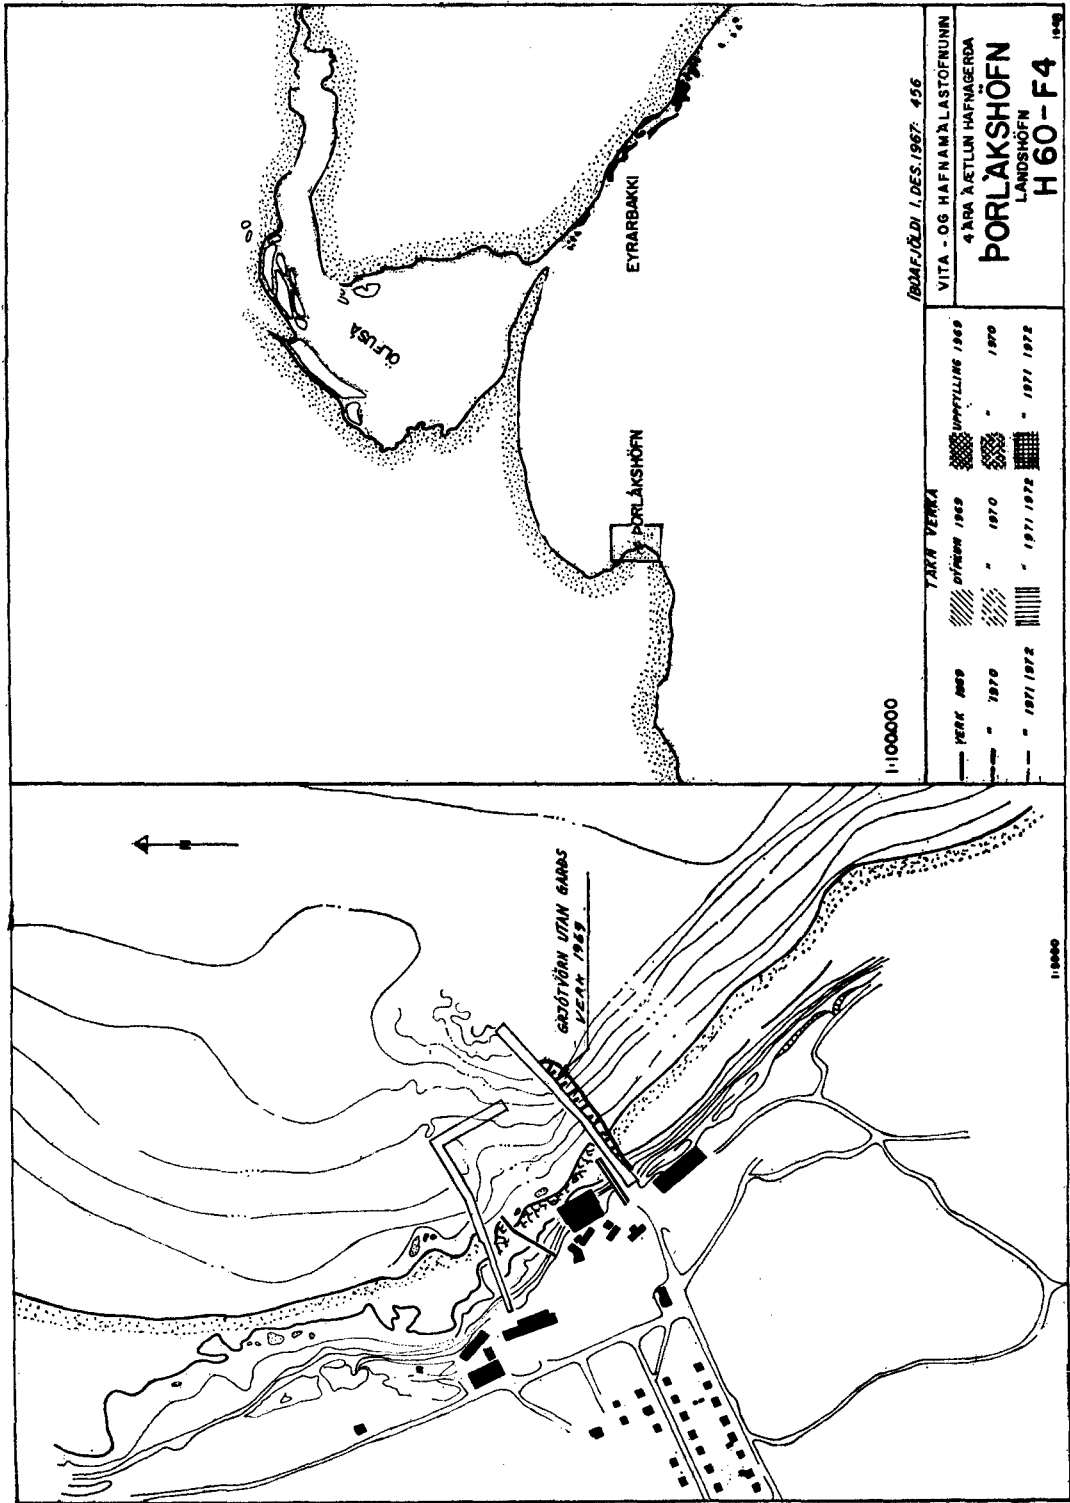 GRJÓTVÖRN UTAN GARÐS
VERK 1969
N
1:5000
ÖLFUSÁ
EYRARBAKKI
ÞORLÁKSHÖFN
1:100.000
ÍBÚAFJÖLDI 1. DES. 1967: 456
TÁKN VERKA
VERK 1969 DÝPKUN 1969 UPPFYLLING 1969
" 1970 " 1970 " 1970
" 1971 1972 " 1971 1972 " 1971 1972
VITA - OG HAFNAMÁLASTOFNUNIN
4 ÁRA ÁÆTLUN HAFNAGERÐA
ÞORLÁKSHÖFN
LANDSHÖFN
H 60-F4